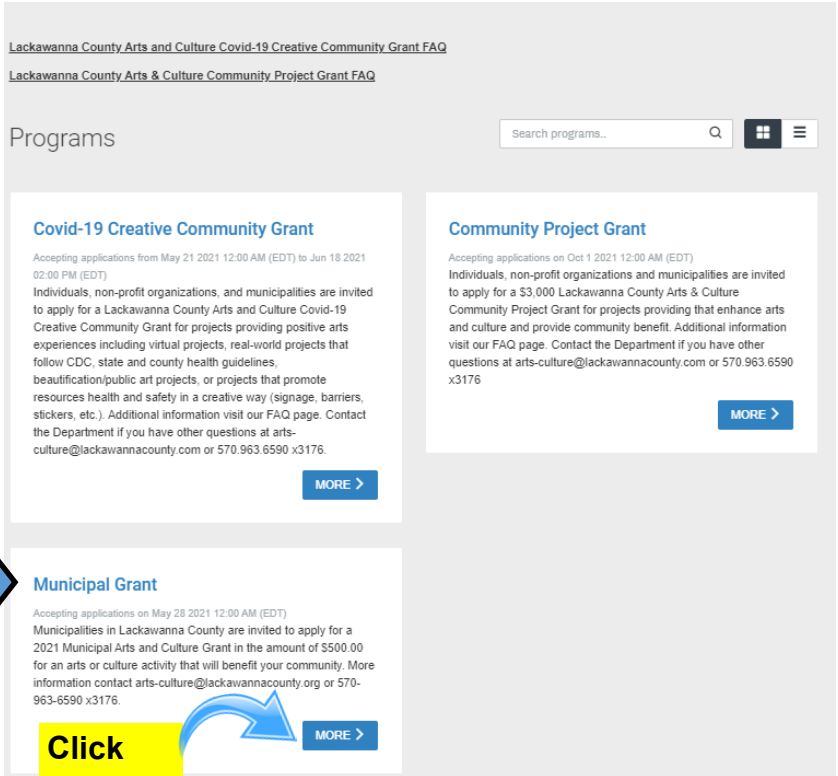 Lackawanna County Arts and Culture Covid-19 Creative Community Grant FAQ
Lackawanna County Arts & Culture Community Project Grant FAQ
Programs
Search programs..
Covid-19 Creative Community Grant
Accepting applications from May 21 2021 12:00 AM (EDT) to Jun 18 2021
02:00 PM (EDT)
Individuals, non-profit organizations, and municipalities are invited
to apply for a Lackawanna County Arts and Culture Covid-19
Creative Community Grant for projects providing positive arts
experiences including virtual projects, real-world projects that
follow CDC, state and county health guidelines,
beautification/public art projects, or projects that promote
resources health and safety in a creative way (signage, barriers,
stickers, etc.). Additional information visit our FAQ page. Contact
the Department if you have other questions at arts-
culture@lackawannacounty.com or 570.963.6590 x3176.
MORE
Community Project Grant
Accepting applications on Oct 1 2021 12:00 AM (EDT)
Individuals, non-profit organizations and municipalities are invited
to apply for a $3,000 Lackawanna County Arts & Culture
Community Project Grant for projects providing that enhance arts
and culture and provide community benefit. Additional information
visit our FAQ page. Contact the Department if you have other
questions at arts-culture@lackawannacounty.com or 570.963.6590
x3176
MORE
Municipal Grant
Accepting applications on May 28 2021 12:00 AM (EDT)
Municipalities in Lackawanna County are invited to apply for a
2021 Municipal Arts and Culture Grant in the amount of $500.00
for an arts or culture activity that will benefit your community. More
information contact arts-culture@lackawannacounty.org or 570-
963-6590 x3176.
Click
MORE